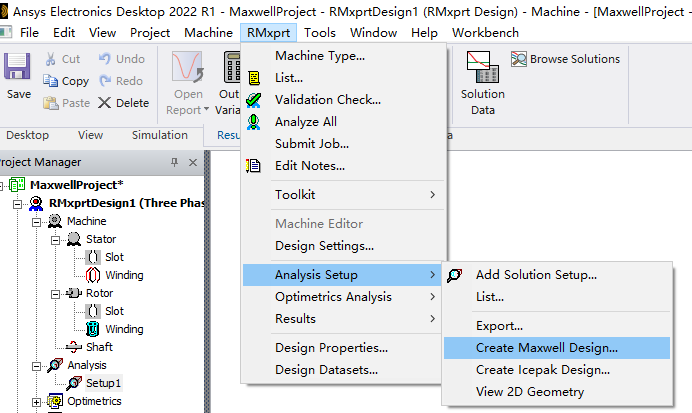 Ansys Electronics Desktop 2022 R1 - MaxwellProject - RMxprtDesign1 (RMxprt Design) - Machine - [MaxwellProject -
File Edit View Project Machine RMxprt Tools Window Help Workbench
Save
Cut
Copy
Paste
Undo
Redo
Delete
Open
Report
Out
Varia
Solution
Data
Browse Solutions
Desktop View Simulation Resu a
Project Manager
MaxwellProject*
RMxprtDesign1 (Three Phas
Machine
Stator
Slot
Winding
Rotor
Slot
Winding
Shaft
Analysis
Setup1
Optimetrics
Machine Type...
List...
Validation Check...
Analyze All
Submit Job...
Edit Notes...
Toolkit
Machine Editor
Design Settings...
Analysis Setup
Optimetrics Analysis
Results
Design Properties...
Design Datasets...
Add Solution Setup...
List...
Export...
Create Maxwell Design...
Create Icepak Design...
View 2D Geometry